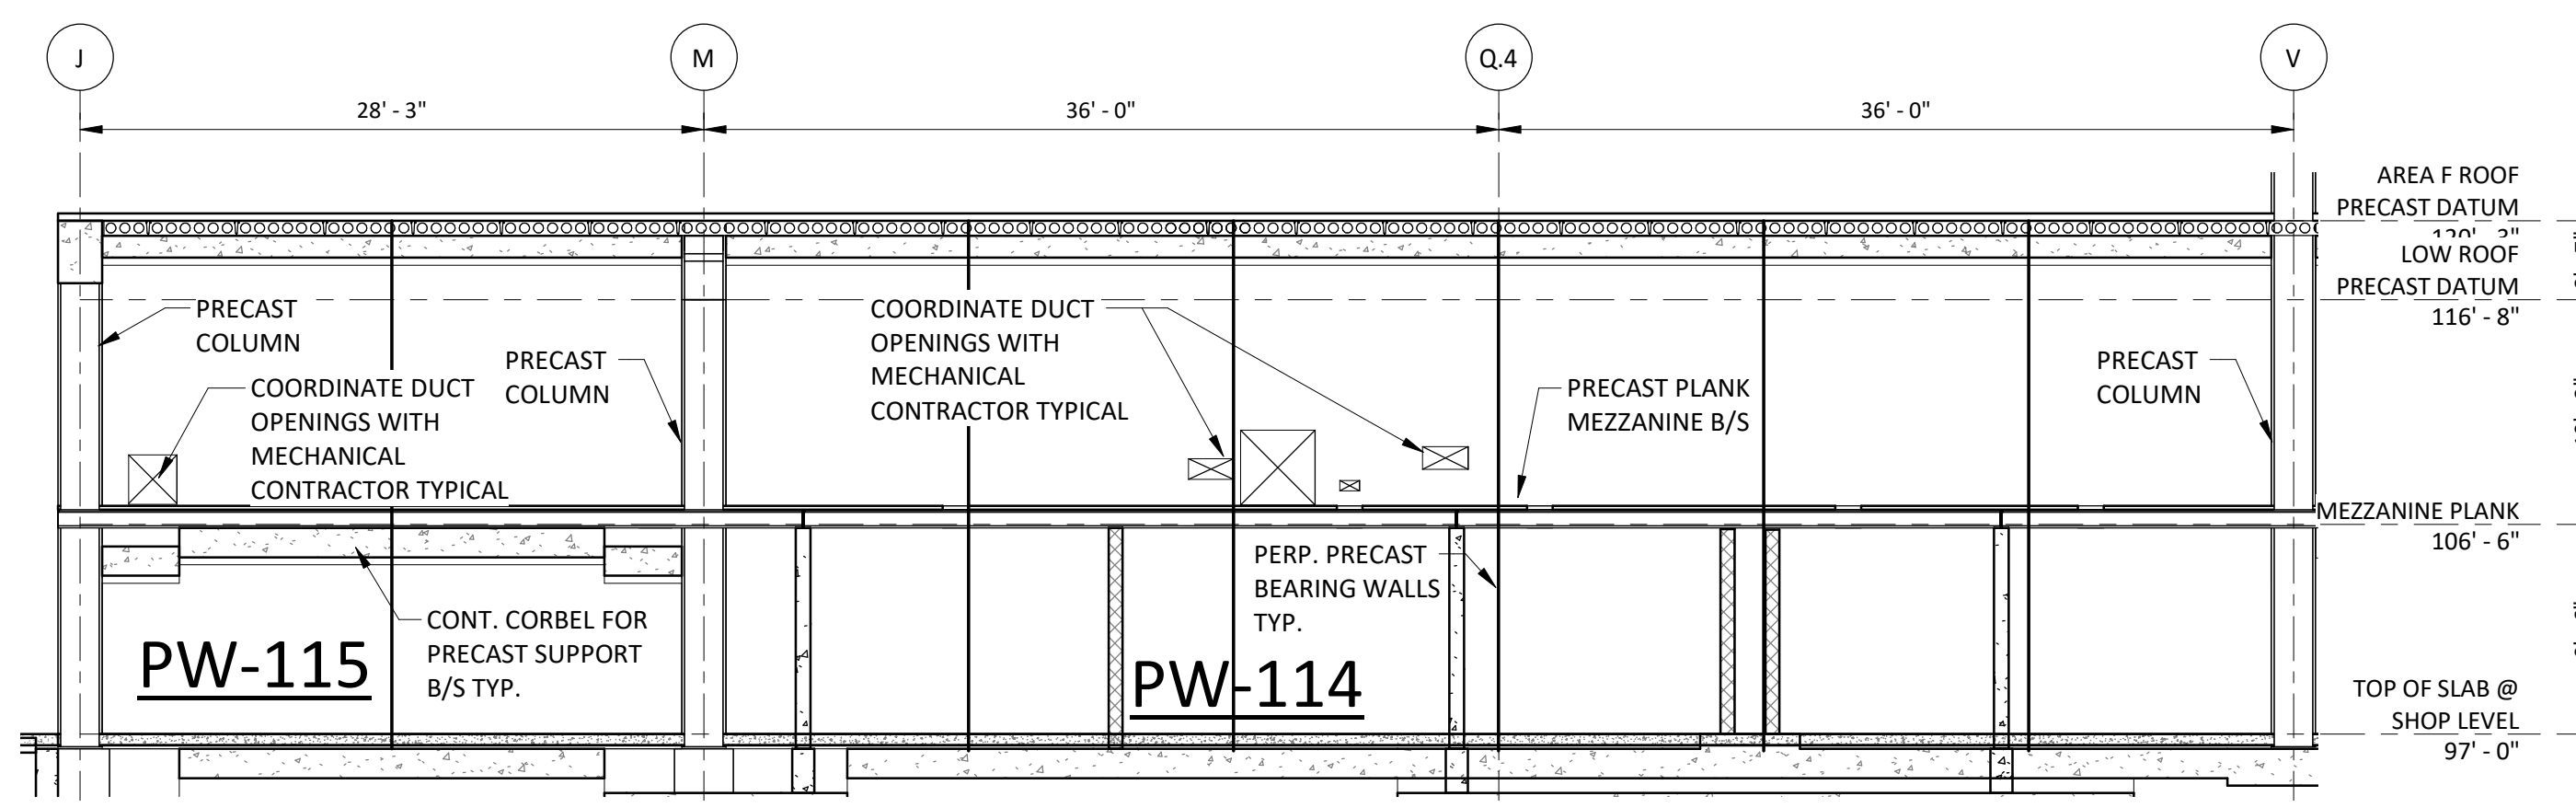 J
M
Q.4
V
28' - 3"
36' - 0"
36' - 0"
AREA F ROOF
PRECAST DATUM
120' - 3"
LOW ROOF
PRECAST DATUM
116' - 8"
PRECAST
COLUMN
COORDINATE DUCT
OPENINGS WITH
MECHANICAL
CONTRACTOR TYPICAL
PRECAST
COLUMN
COORDINATE DUCT
OPENINGS WITH
MECHANICAL
CONTRACTOR TYPICAL
PRECAST PLANK
MEZZANINE B/S
PRECAST
COLUMN
MEZZANINE PLANK
106' - 6"
PERP. PRECAST
BEARING WALLS
TYP.
CONT. CORBEL FOR
PRECAST SUPPORT
B/S TYP.
PW-115
PW-114
TOP OF SLAB @
SHOP LEVEL
97' - 0"